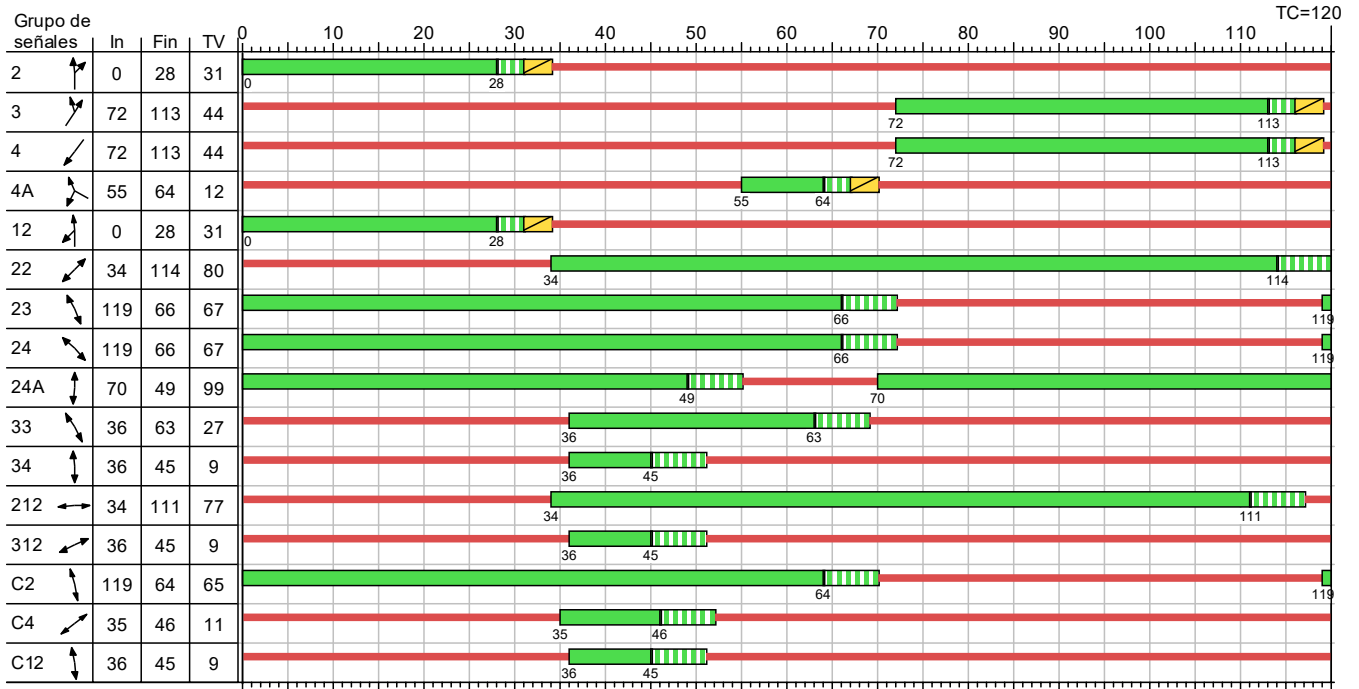 TC=120
Grupo de
señales In Fin TV 0 10 20 30 40 50 60 70 80 90 100 110
2 0 28 31
0 28
3 72 113 44
72 113
4 72 113 44
72 113
4A 55 64 12
55 64
12 0 28 31
0 28
22 34 114 80
34 114
23 119 66 67
66 119
24 119 66 67
66 119
24A 70 49 99
49 70
33 36 63 27
36 63
34 36 45 9
36 45
212 34 111 77
34 111
312 36 45 9
36 45
C2 119 64 65
64 119
C4 35 46 11
35 46
C12 36 45 9
36 45